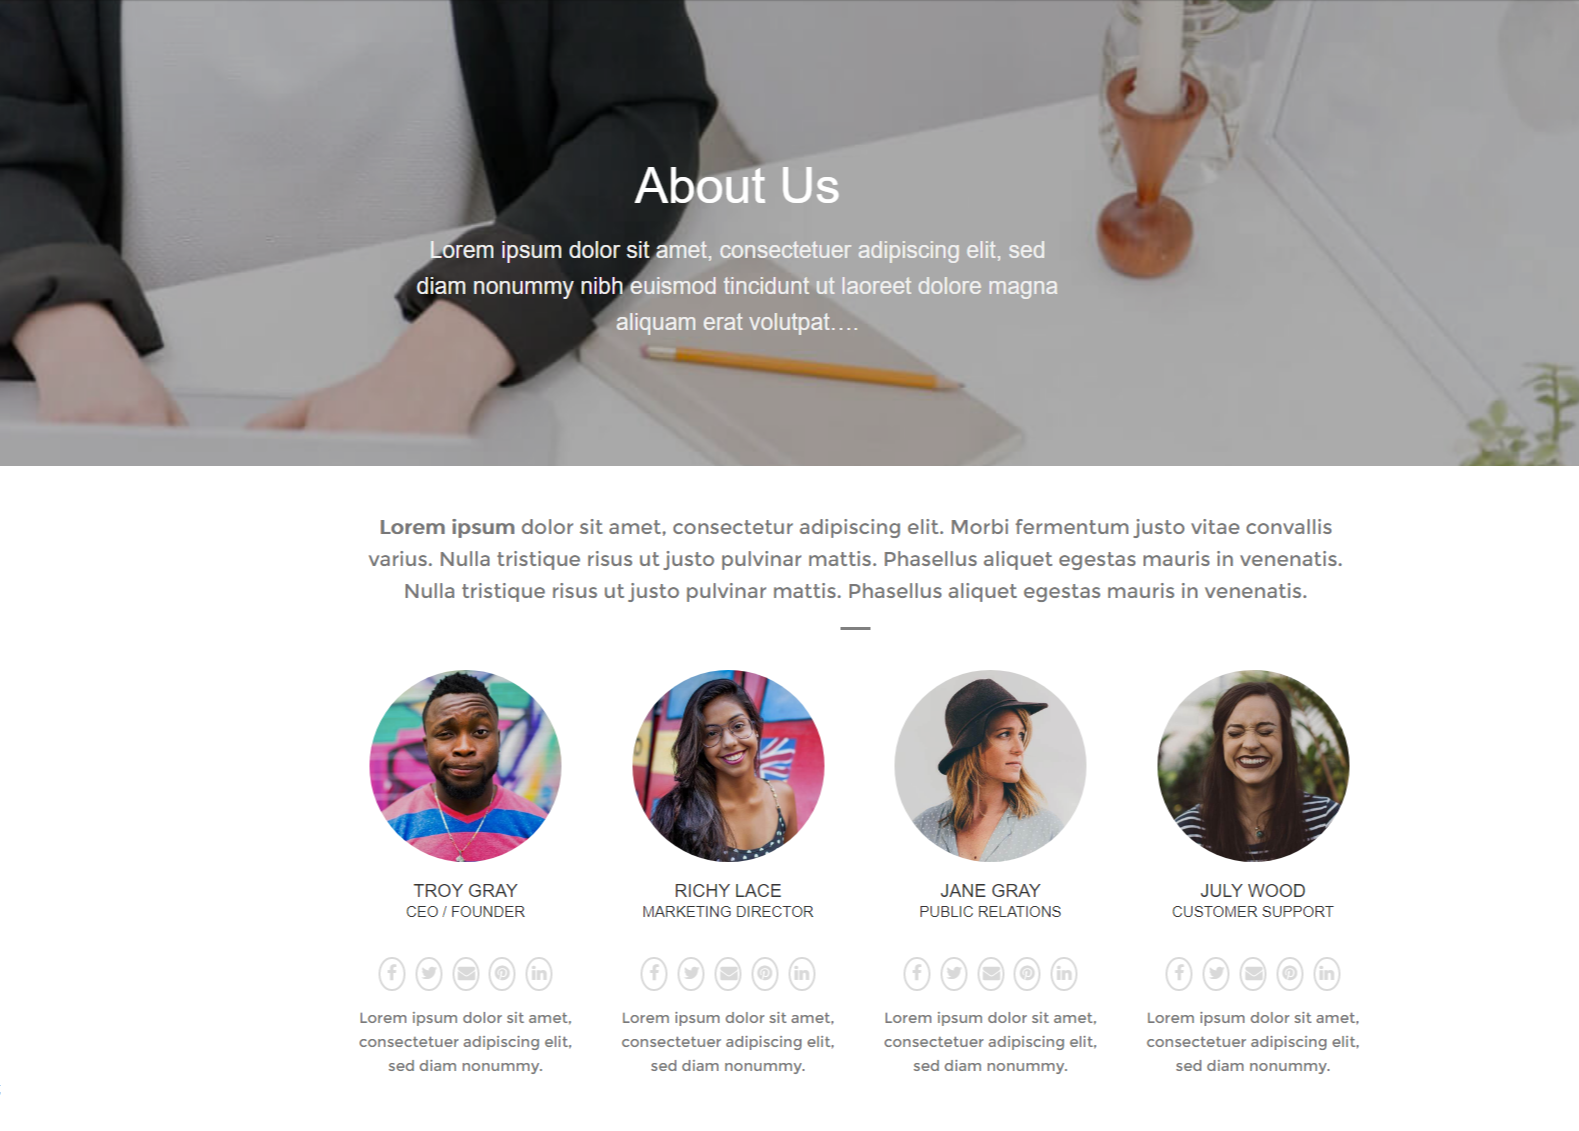 About Us
Lorem ipsum dolor sit amet, consectetuer adipiscing elit, sed
diam nonummy nibh euismod tincidunt ut laoreet dolore magna
aliquam erat volutpat….
Lorem ipsum dolor sit amet, consectetur adipiscing elit. Morbi fermentum justo vitae convallis
varius. Nulla tristique risus ut justo pulvinar mattis. Phasellus aliquet egestas mauris in venenatis.
Nulla tristique risus ut justo pulvinar mattis. Phasellus aliquet egestas mauris in venenatis.
TROY GRAY
CEO / FOUNDER
Lorem ipsum dolor sit amet,
consectetuer adipiscing elit,
sed diam nonummy.
RICHY LACE
MARKETING DIRECTOR
Lorem ipsum dolor sit amet,
consectetuer adipiscing elit,
sed diam nonummy.
JANE GRAY
PUBLIC RELATIONS
Lorem ipsum dolor sit amet,
consectetuer adipiscing elit,
sed diam nonummy.
JULY WOOD
CUSTOMER SUPPORT
Lorem ipsum dolor sit amet,
consectetuer adipiscing elit,
sed diam nonummy.